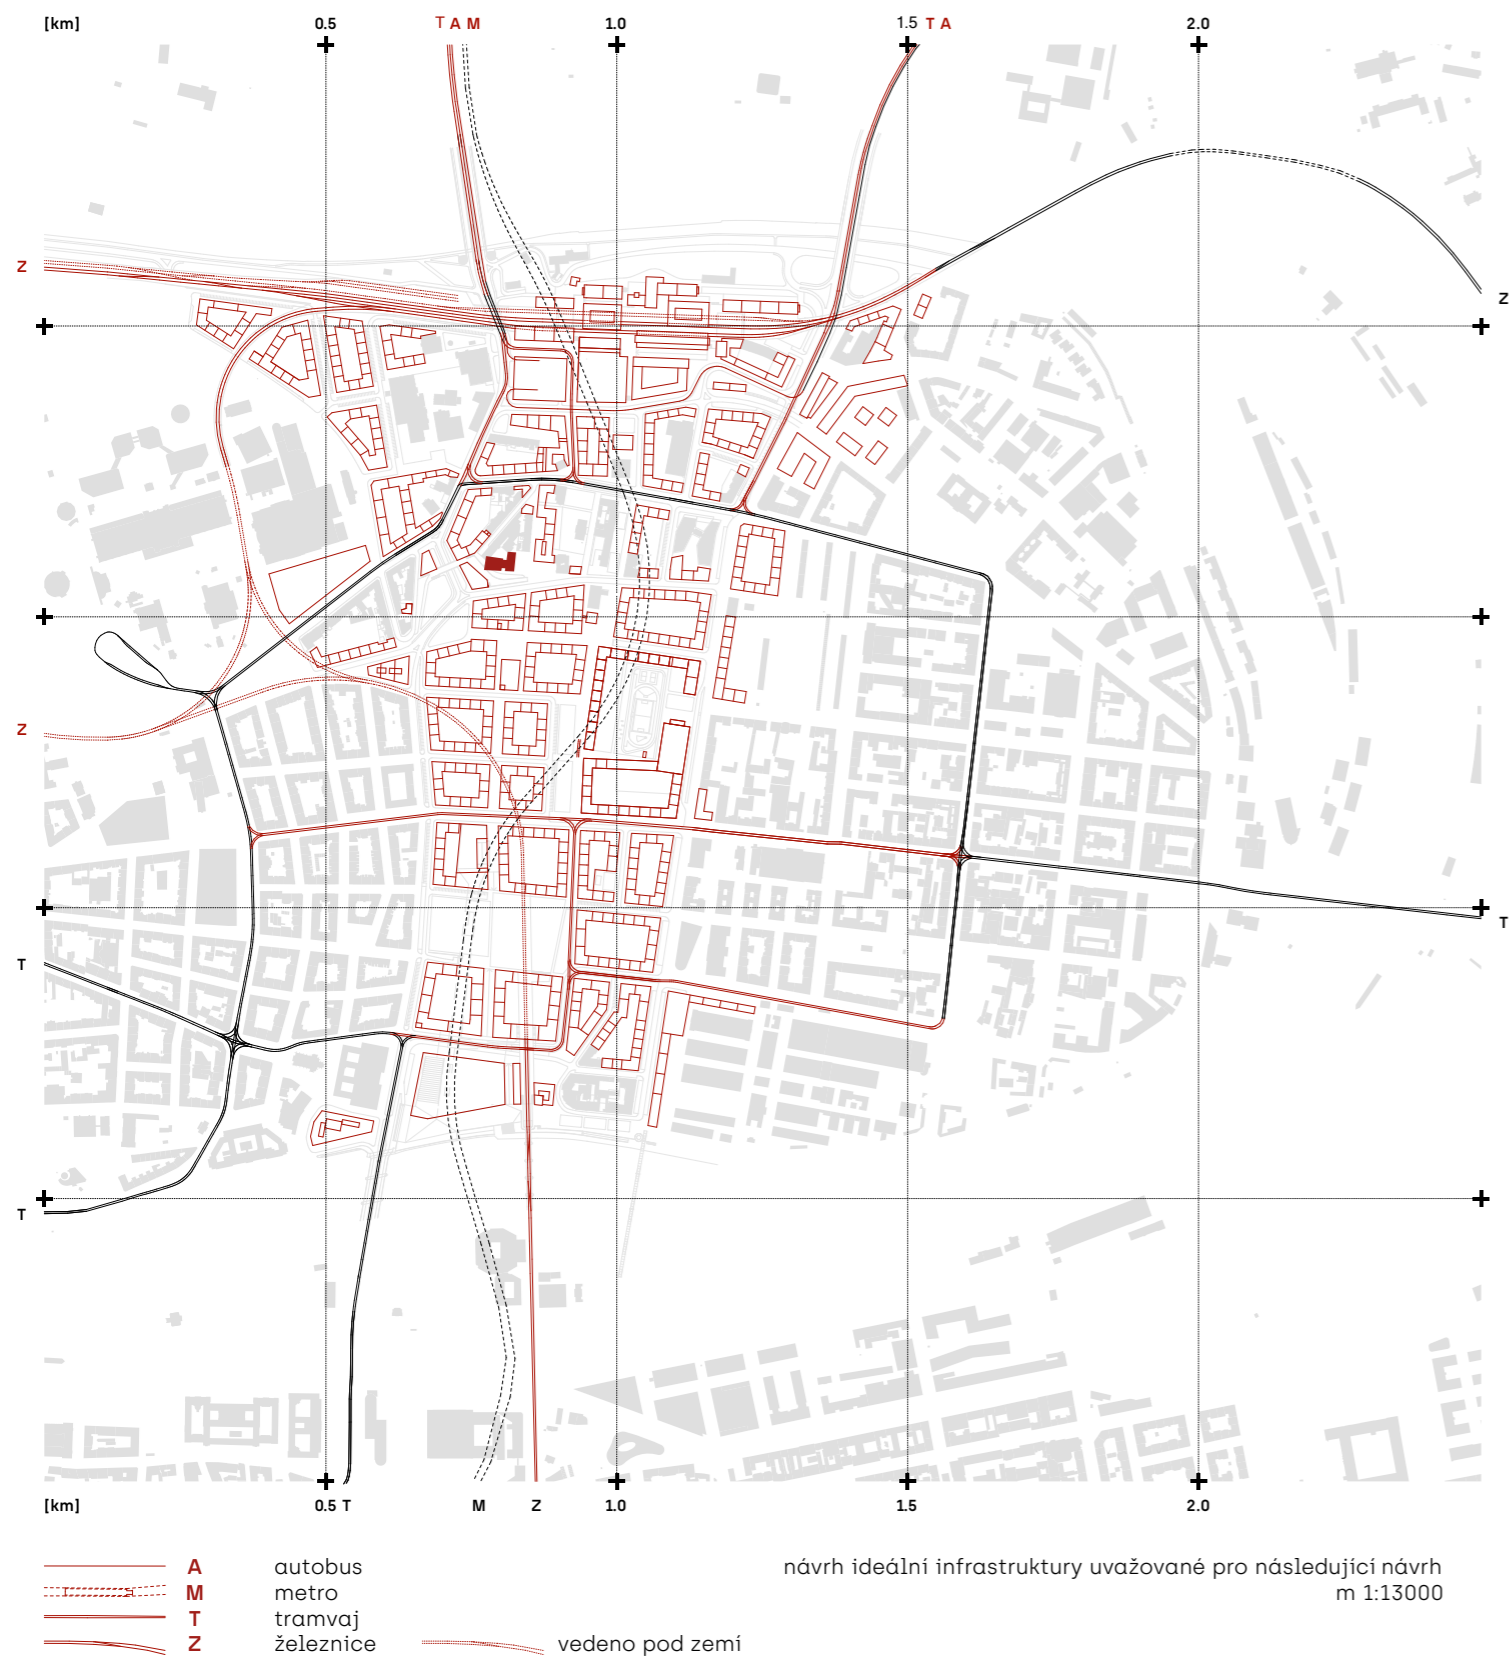 [km] 0.5 T A M 1.0 1.5 T A 2.0
Z
Z
Z
T
T
T
[km] 0.5 T M Z 1.0 1.5 2.0
A autobus
M metro
T tramvaj
Z železnice vedeno pod zemí
návrh ideální infrastruktury uvažované pro následující návrh
m 1:13000